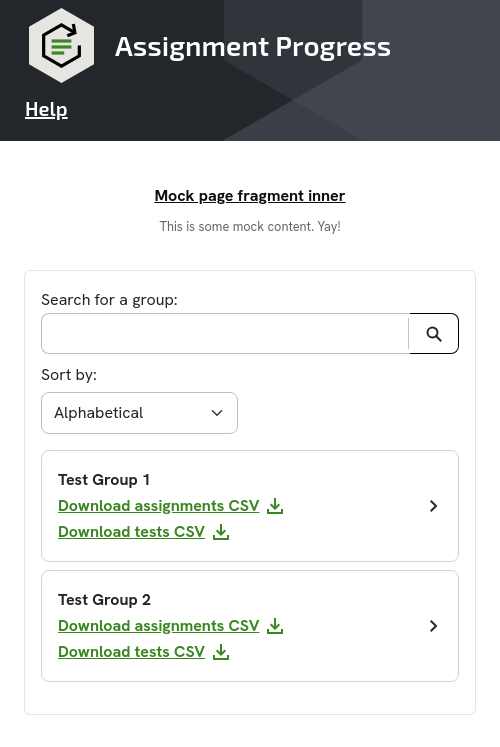 Assignment Progress
Help
Mock page fragment inner
This is some mock content. Yay!
Search for a group:
Sort by:
Alphabetical
Test Group 1
Download assignments CSV
Download tests CSV
Test Group 2
Download assignments CSV
Download tests CSV